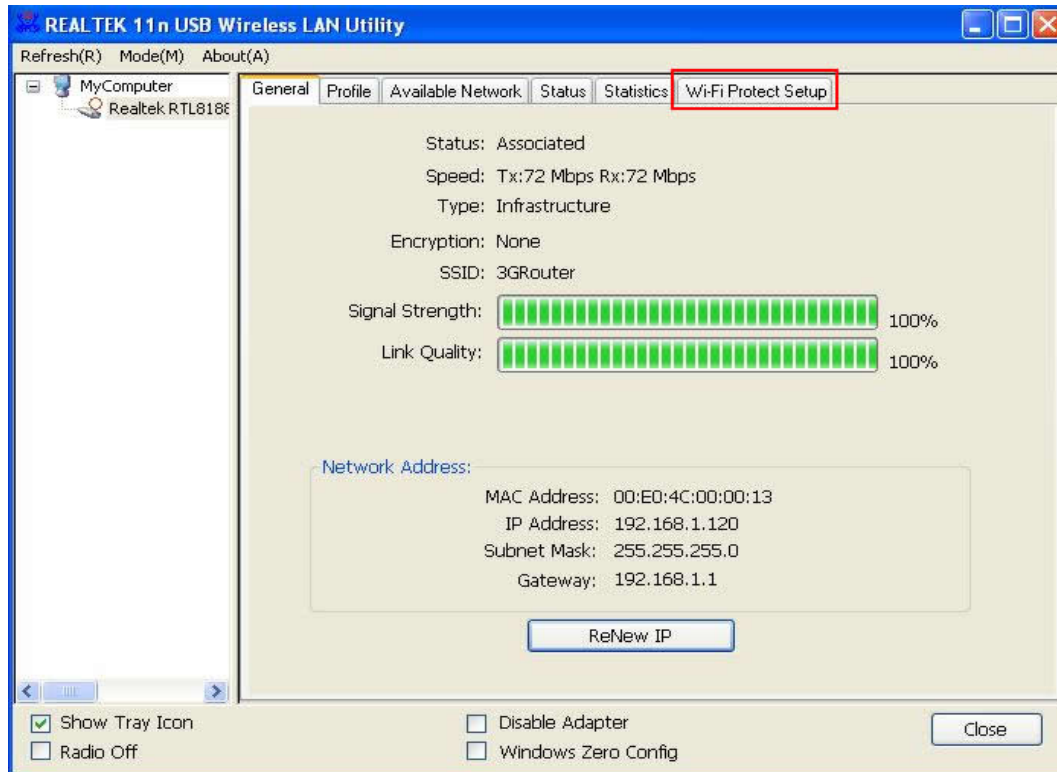 REALTEK 11n USB Wireless LAN Utility
Refresh(R) Mode(M) About(A)
MyComputer
Realtek RTL8188
General Profile Available Network Status Statistics Wi-Fi Protect Setup
Status: Associated
Speed: Tx:72 Mbps Rx:72 Mbps
Type: Infrastructure
Encryption: None
SSID: 3GRouter
Signal Strength: 100%
Link Quality: 100%
Network Address:
MAC Address: 00:E0:4C:00:00:13
IP Address: 192.168.1.120
Subnet Mask: 255.255.255.0
Gateway: 192.168.1.1
ReNew IP
Show Tray Icon Disable Adapter Close
Radio Off Windows Zero Config